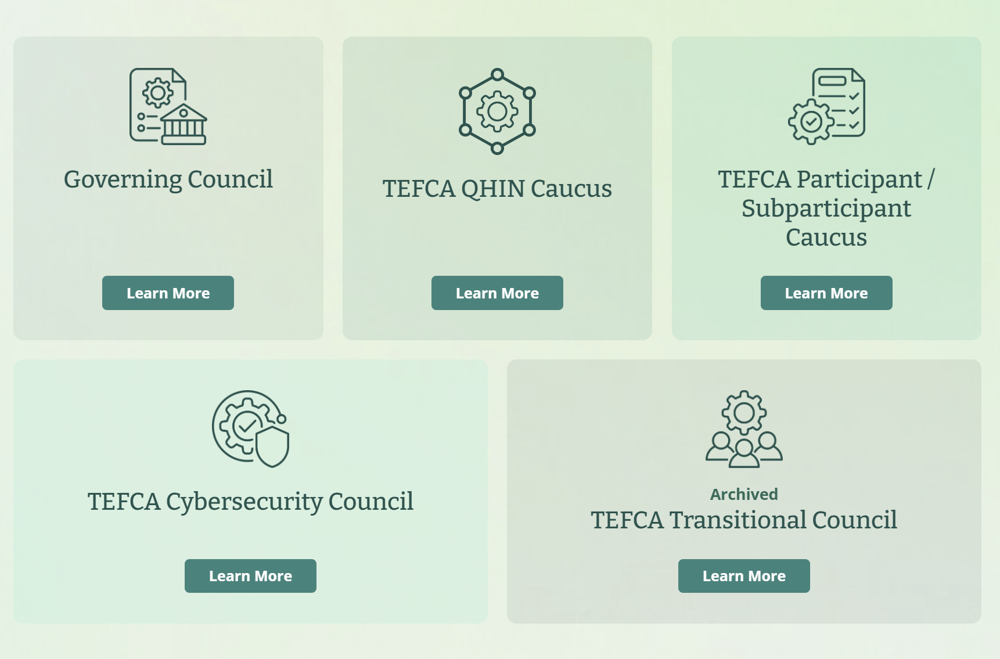 Governing Council
Learn More
TEFCA QHIN Caucus
Learn More
TEFCA Participant /
Subparticipant
Caucus
Learn More
TEFCA Cybersecurity Council
Learn More
Archived
TEFCA Transitional Council
Learn More